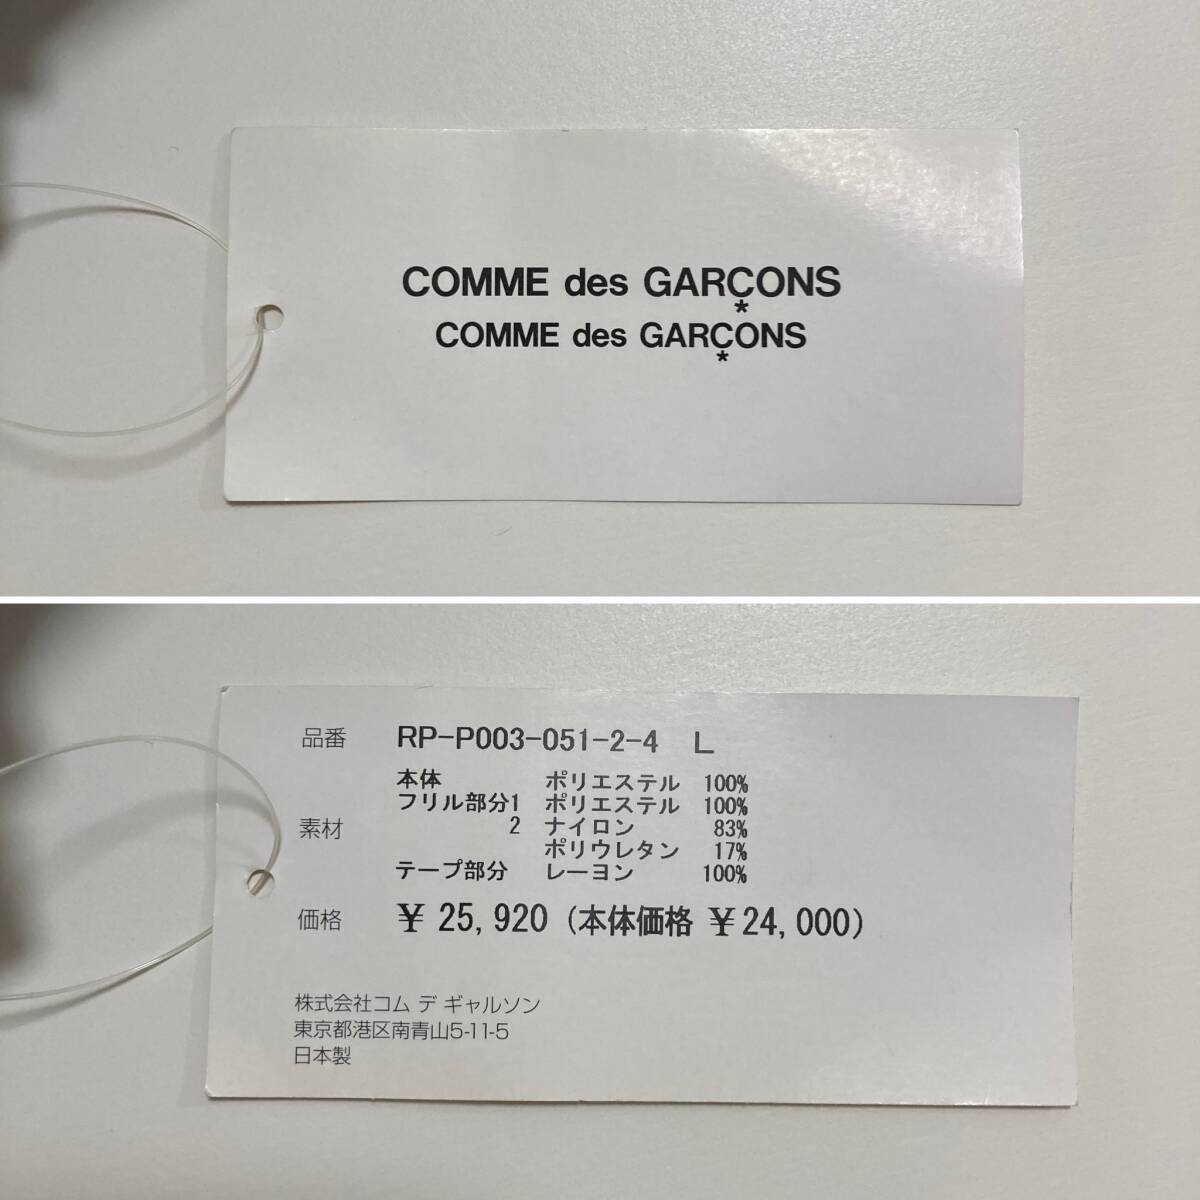 COMME des GARÇONS
COMME des GARÇONS
品番 RP-P003-051-2-4 L
素材
本体 ポリエステル 100%
フリル部分1 ポリエステル 100%
2 ナイロン 83%
ポリウレタン 17%
テープ部分 レーヨン 100%
価格 ¥ 25,920 (本体価格 ¥24,000)
株式会社コム デ ギャルソン
東京都港区南青山5-11-5
日本製